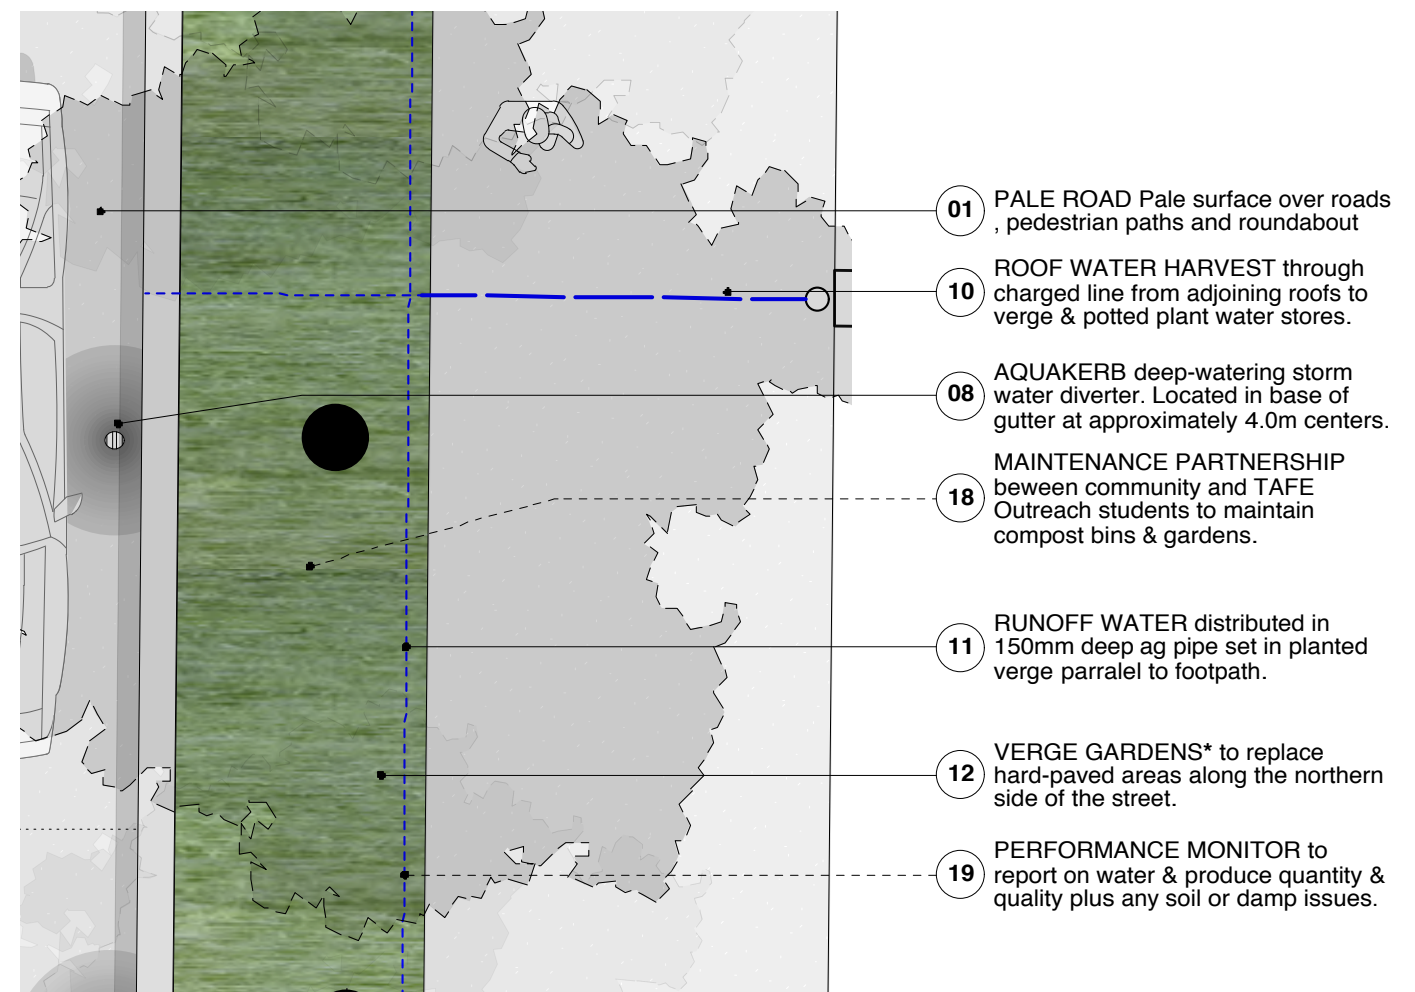 01 PALE ROAD Pale surface over roads
, pedestrian paths and roundabout
ROOF WATER HARVEST through
10 charged line from adjoining roofs to
verge & potted plant water stores.
AQUAKERB deep-watering storm
08 water diverter. Located in base of
gutter at approximately 4.0m centers.
MAINTENANCE PARTNERSHIP
beween community and TAFE
18 Outreach students to maintain
compost bins & gardens.
RUNOFF WATER distributed in
11 150mm deep ag pipe set in planted
verge parralel to footpath.
VERGE GARDENS* to replace
12 hard-paved areas along the northern
side of the street.
PERFORMANCE MONITOR to
19 report on water & produce quantity &
quality plus any soil or damp issues.